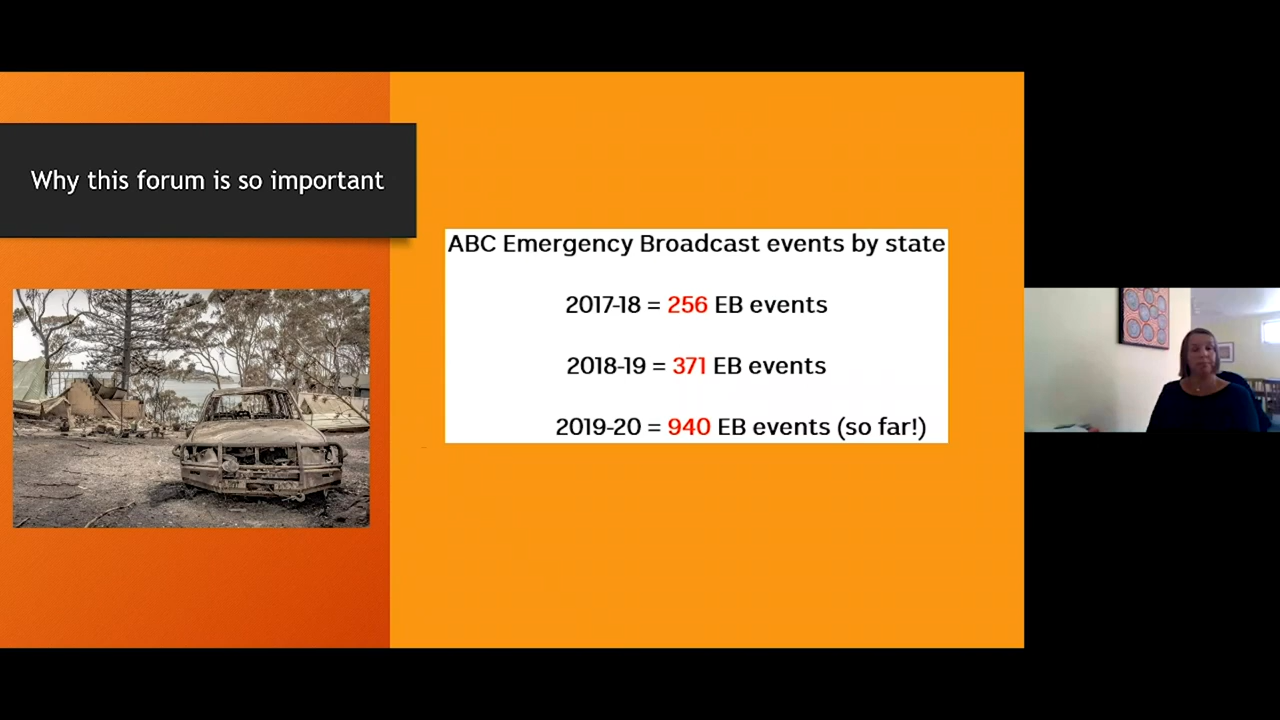 Why this forum is so important
ABC Emergency Broadcast events by state
2017-18 = 256 EB events
2018-19 = 371 EB events
2019-20 = 940 EB events (so far!)